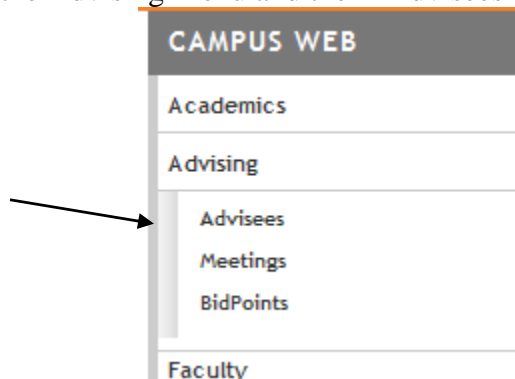 CAMPUS WEB
Academics
Advising
Advisees
Meetings
BidPoints
Faculty